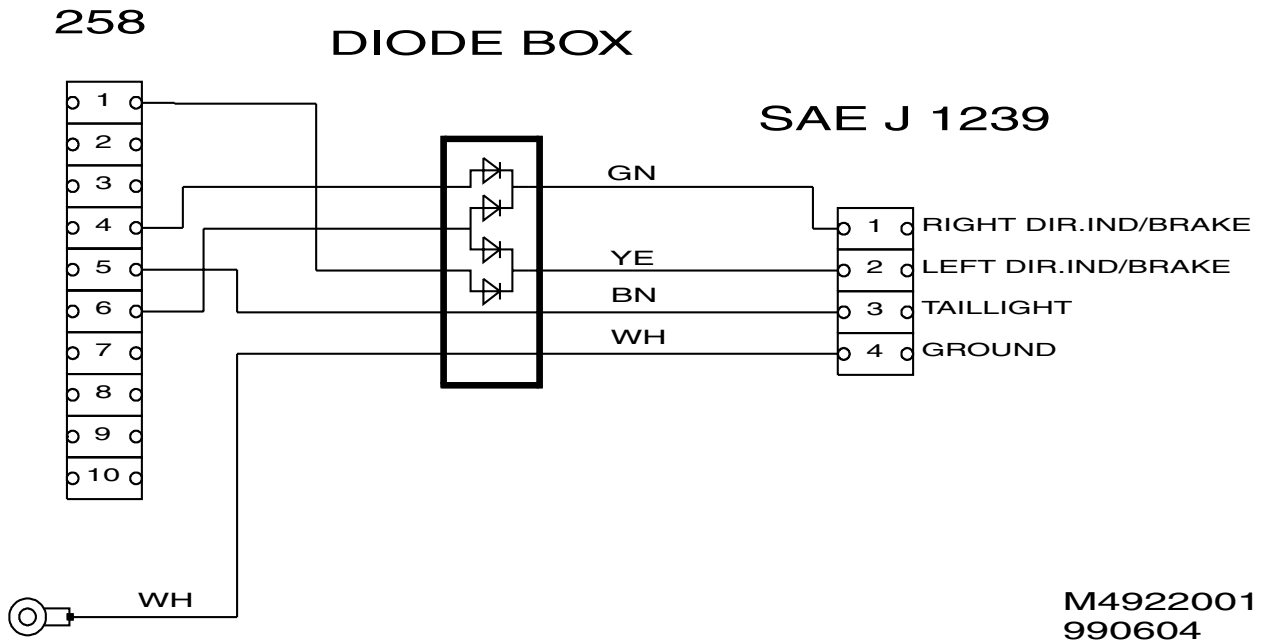 258
DIODE BOX
SAE J 1239
1
2
3
4
5
6
7
8
9
10
GN
YE
BN
WH
1 RIGHT DIR.IND/BRAKE
2 LEFT DIR.IND/BRAKE
3 TAILLIGHT
4 GROUND
WH
M4922001
990604